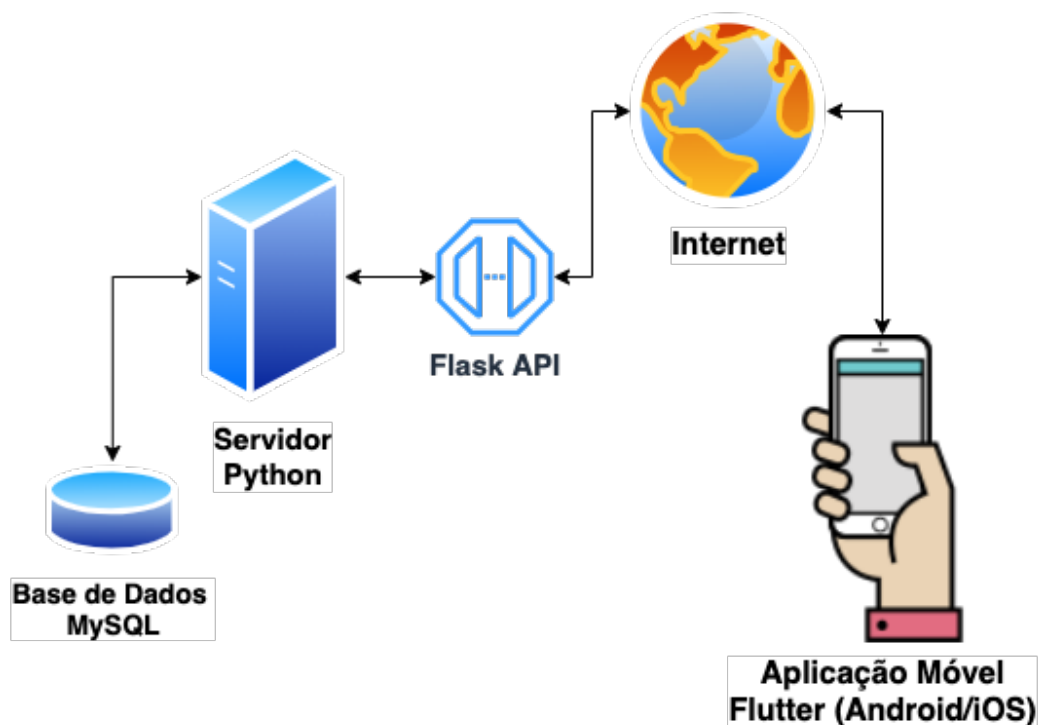 Internet
Flask API
Servidor
Python
Base de Dados
MySQL
Aplicação Móvel
Flutter (Android/iOS)